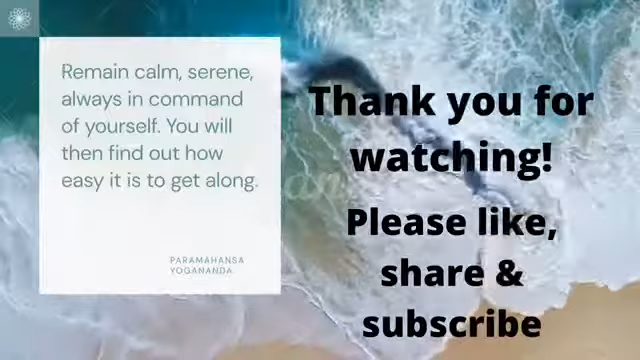 Remain calm, serene,
always in command
of yourself. You will
then find out how
easy it is to get along.
PARAMAHANSA
YOGANANDA
Thank you for
watching!
Please like,
share &
subscribe